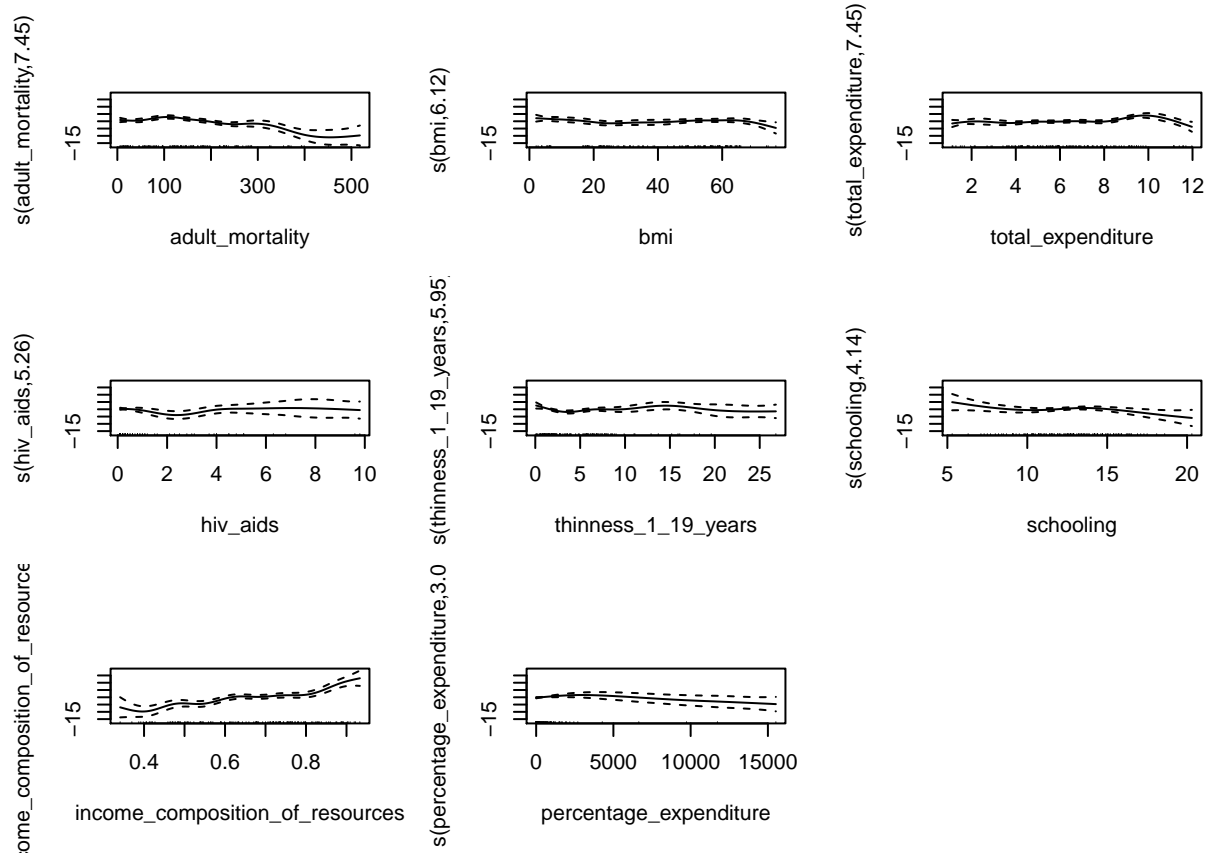 s(adult_mortality,7.45)
−15
0 100 300 500
adult_mortality
s(bmi,6.12)
−15
0 20 40 60
bmi
s(total_expenditure,7.45)
−15
2 4 6 8 10 12
total_expenditure
s(hiv_aids,5.26)
−15
0 2 4 6 8 10
hiv_aids
s(thinness_1_19_years,5.95)
−15
0 5 10 15 20 25
thinness_1_19_years
s(schooling,4.14)
−15
5 10 15 20
schooling
come_composition_of_resource
−15
0.4 0.6 0.8
income_composition_of_resources
s(percentage_expenditure,3.0
−15
0 5000 10000 15000
percentage_expenditure